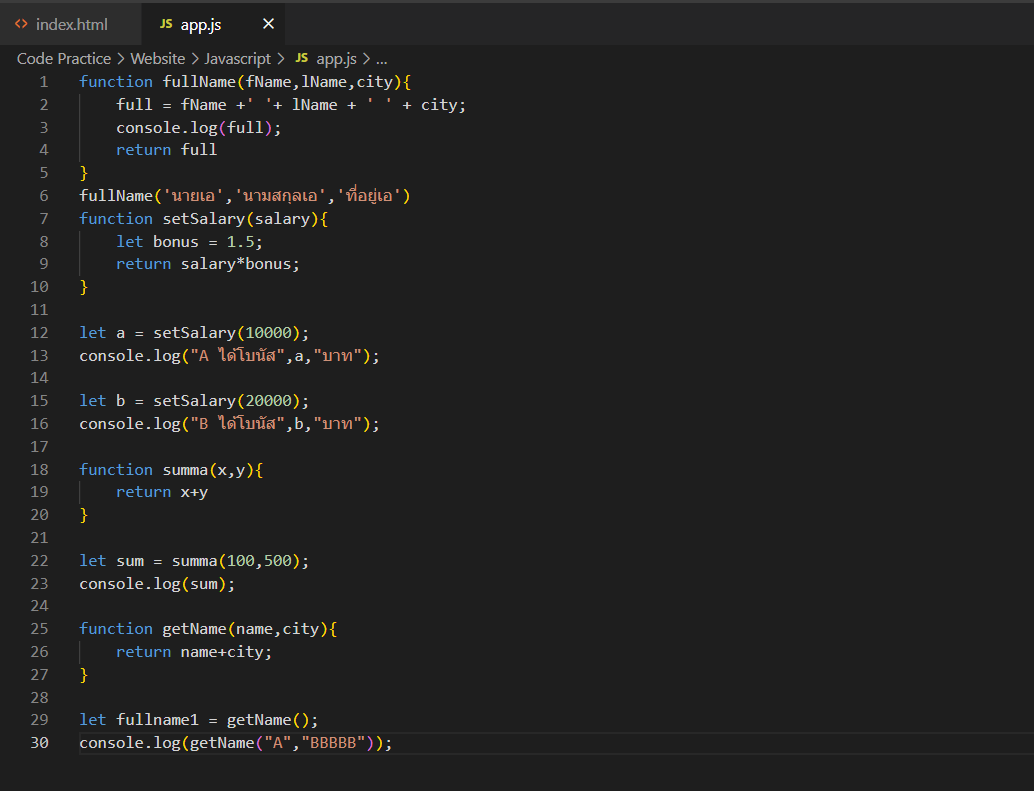 <> index.html JS app.js ×
Code Practice > Website > Javascript > JS app.js > ...
1 function fullName(fName,lName,city){
2     full = fName +' '+ lName + ' ' + city;
3     console.log(full);
4     return full
5 }
6 fullName('นายเอ','นามสกุลเอ','ที่อยู่เอ')
7 function setSalary(salary){
8     let bonus = 1.5;
9     return salary*bonus;
10 }
11
12 let a = setSalary(10000);
13 console.log("A ได้โบนัส",a,"บาท");
14
15 let b = setSalary(20000);
16 console.log("B ได้โบนัส",b,"บาท");
17
18 function summa(x,y){
19     return x+y
20 }
21
22 let sum = summa(100,500);
23 console.log(sum);
24
25 function getName(name,city){
26     return name+city;
27 }
28
29 let fullname1 = getName();
30 console.log(getName("A","BBBBB"));